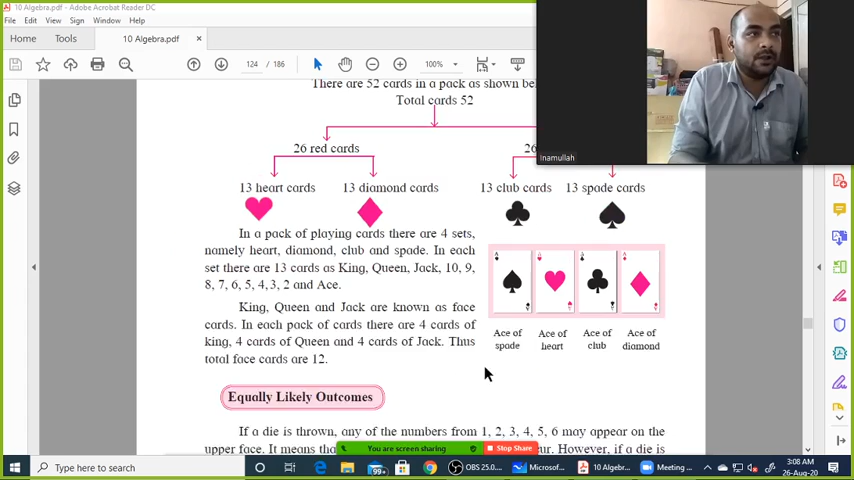 10 Algebra.pdf - Adobe Acrobat Reader DC
File Edit View Sign Window Help
Home Tools 10 Algebra.pdf ×
124 / 186 100%
There are 52 cards in a pack as shown
Total cards 52
26 red cards 26
13 heart cards 13 diamond cards 13 club cards 13 spade cards
In a pack of playing cards there are 4 sets,
namely heart, diamond, club and spade. In each
set there are 13 cards as King, Queen, Jack, 10, 9,
8, 7, 6, 5, 4, 3, 2 and Ace.
King, Queen and Jack are known as face
cards. In each pack of cards there are 4 cards of
king, 4 cards of Queen and 4 cards of Jack. Thus
total face cards are 12.
A A A A
Ace of spade
Ace of heart
Ace of club
Ace of diamond
Equally Likely Outcomes
If a die is thrown, any of the numbers from 1, 2, 3, 4, 5, 6 may appear on the
upper face. It means However, if a die is
Inamullah
You are screen sharing Stop Share
Type here to search
99+ OBS 25.0... Microsof... 10 Algebra.p... Meeting ...
3:08 AM
26-Aug-20